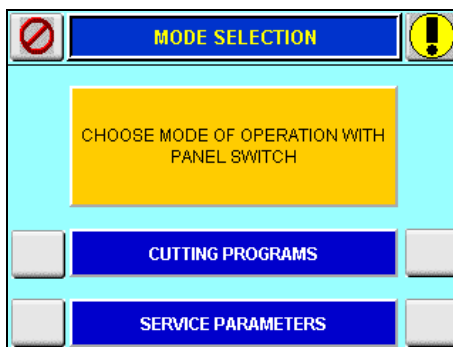 MODE SELECTION
CHOOSE MODE OF OPERATION WITH
PANEL SWITCH
CUTTING PROGRAMS
SERVICE PARAMETERS